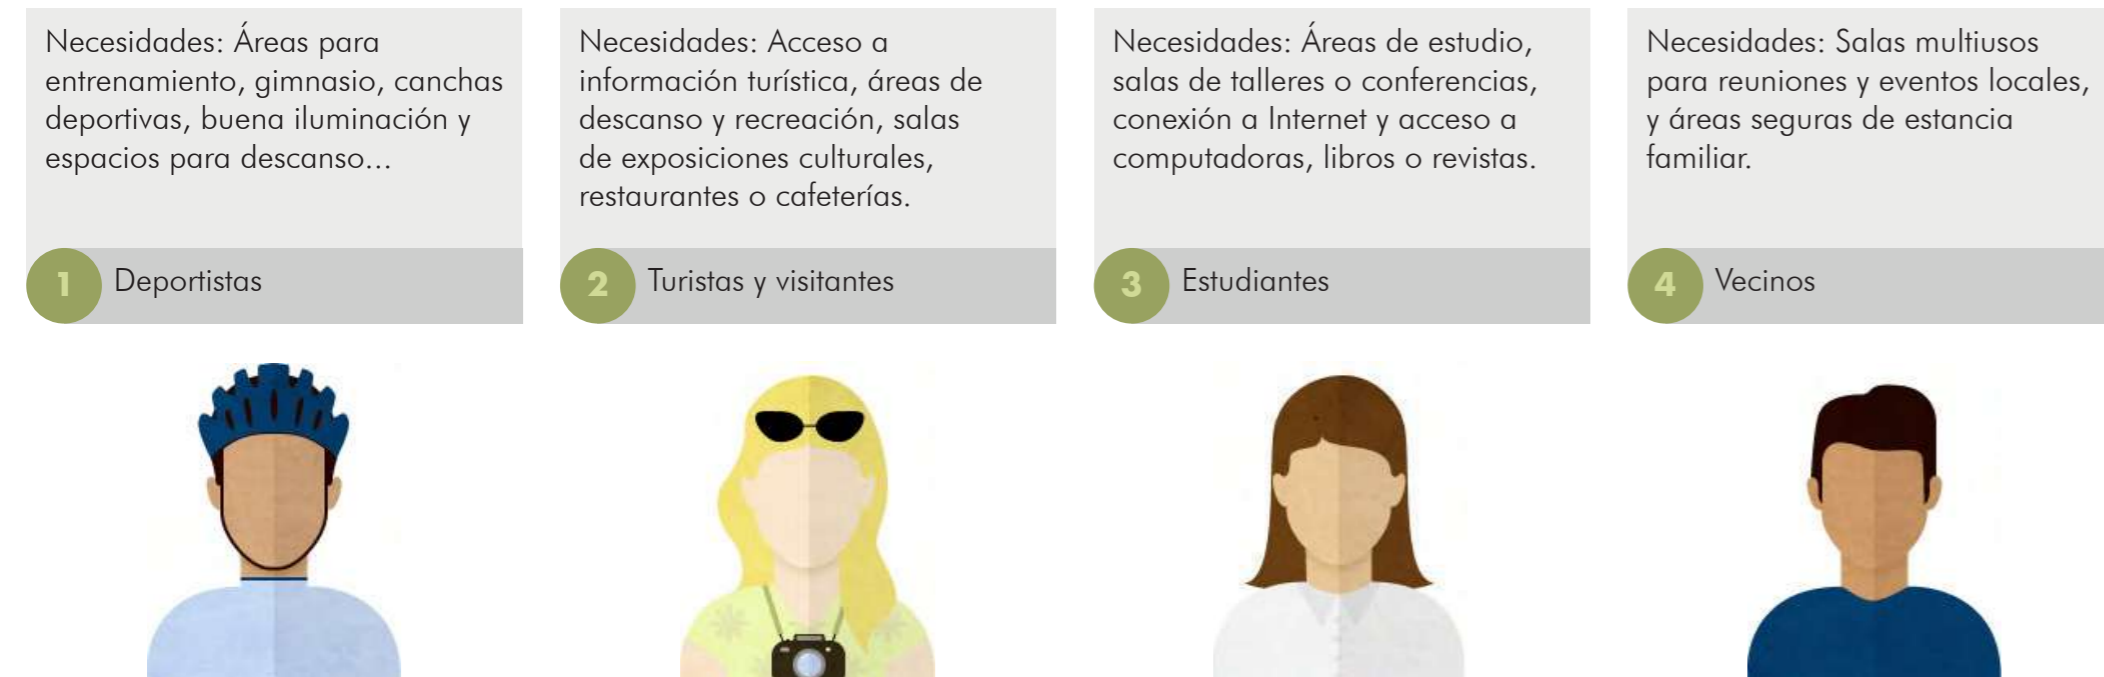 Necesidades: Áreas para
entrenamiento, gimnasio, canchas
deportivas, buena iluminación y
espacios para descanso...
1 Deportistas
Necesidades: Acceso a
información turística, áreas de
descanso y recreación, salas
de exposiciones culturales,
restaurantes o cafeterías.
2 Turistas y visitantes
Necesidades: Áreas de estudio,
salas de talleres o conferencias,
conexión a Internet y acceso a
computadoras, libros o revistas.
3 Estudiantes
Necesidades: Salas multiusos
para reuniones y eventos locales,
y áreas seguras de estancia
familiar.
4 Vecinos